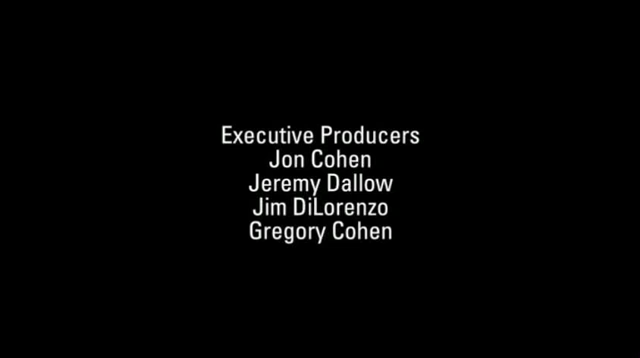 Executive Producers
Jon Cohen
Jeremy Dallow
Jim DiLorenzo
Gregory Cohen